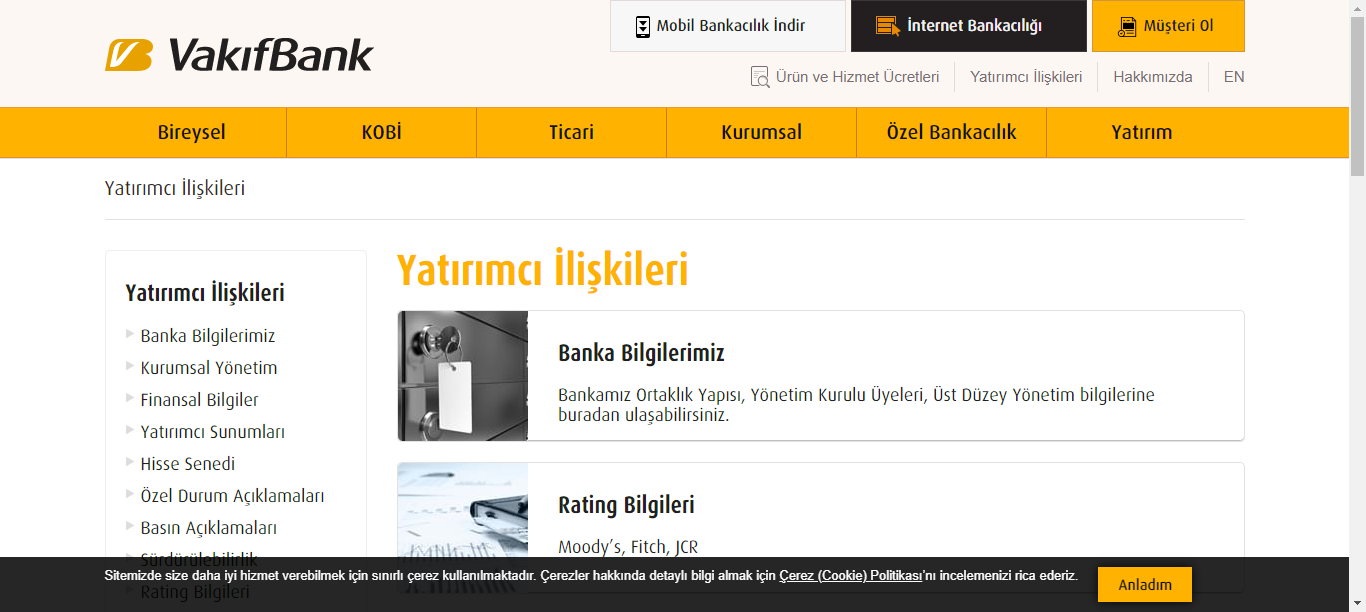 VakıfBank
Mobil Bankacılık İndir
İnternet Bankacılığı
Müşteri Ol
Ürün ve Hizmet Ücretleri
Yatırımcı İlişkileri
Hakkımızda
EN
Bireysel
KOBİ
Ticari
Kurumsal
Özel Bankacılık
Yatırım
Yatırımcı İlişkileri
Yatırımcı İlişkileri
Banka Bilgilerimiz
Kurumsal Yönetim
Finansal Bilgiler
Yatırımcı Sunumları
Hisse Senedi
Özel Durum Açıklamaları
Basın Açıklamaları
Sürdürülebilirlik
Rating Bilgileri
Yatırımcı İlişkileri
Banka Bilgilerimiz
Bankamız Ortaklık Yapısı, Yönetim Kurulu Üyeleri, Üst Düzey Yönetim bilgilerine
buradan ulaşabilirsiniz.
Rating Bilgileri
Moody’s, Fitch, JCR
Sitemizde size daha iyi hizmet verebilmek için sınırlı çerez kullanılmaktadır. Çerezler hakkında detaylı bilgi almak için Çerez (Cookie) Politikası'nı incelemenizi rica ederiz.
Anladım